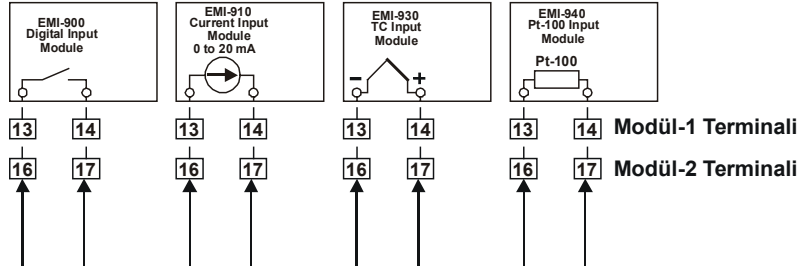 EMI-900
Digital Input
Module
EMI-910
Current Input
Module
0 to 20 mA
EMI-930
TC Input
Module
- +
EMI-940
Pt-100 Input
Module
Pt-100
13 14 13 14 13 14 13 14 Modül-1 Terminali
16 17 16 17 16 17 16 17 Modül-2 Terminali